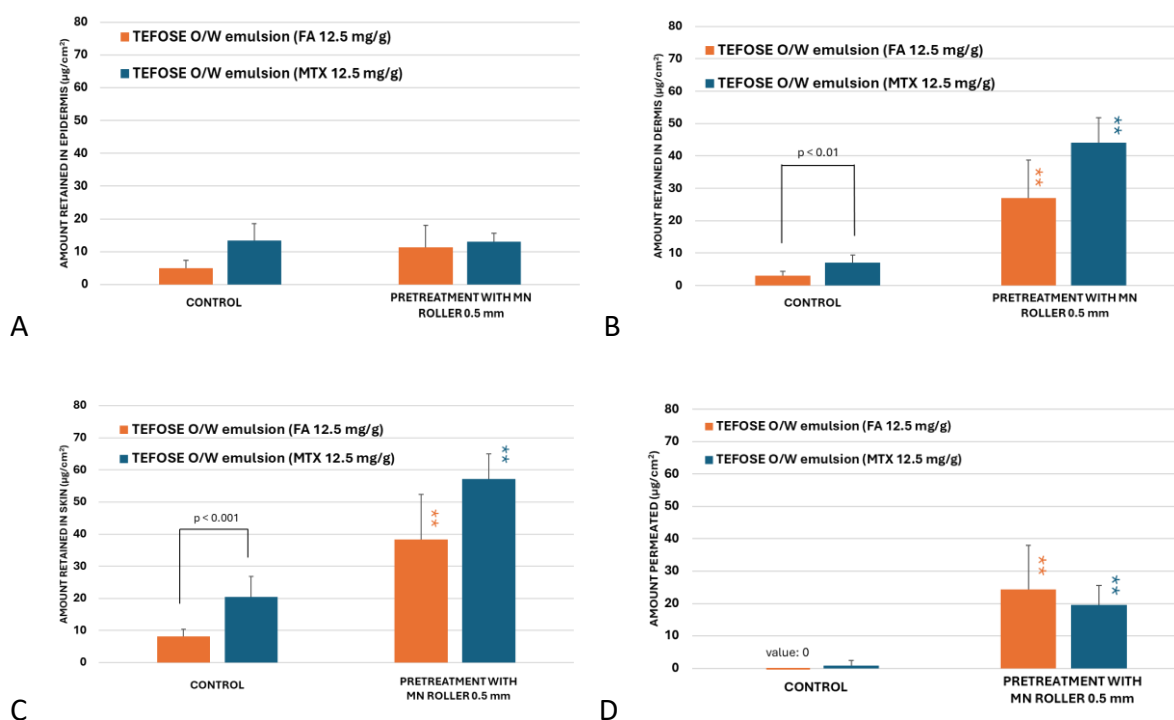 80
70
60
50
40
30
20
10
0
AMOUNT RETAINED IN EPIDERMIS (µg/cm²)
TEFOSE O/W emulsion (FA 12.5 mg/g)
TEFOSE O/W emulsion (MTX 12.5 mg/g)
CONTROL
PRETREATMENT WITH MN
ROLLER 0.5 mm
A
80
70
60
50
40
30
20
10
0
AMOUNT RETAINED IN DERMIS (µg/cm²)
TEFOSE O/W emulsion (FA 12.5 mg/g)
TEFOSE O/W emulsion (MTX 12.5 mg/g)
p < 0.01
**
**
CONTROL
PRETREATMENT WITH MN
ROLLER 0.5 mm
B
80
70
60
50
40
30
20
10
0
AMOUNT RETAINED IN SKIN (µg/cm²)
TEFOSE O/W emulsion (FA 12.5 mg/g)
TEFOSE O/W emulsion (MTX 12.5 mg/g)
p < 0.001
**
**
CONTROL
PRETREATMENT WITH
MN ROLLER 0.5 mm
C
80
70
60
50
40
30
20
10
0
AMOUNT PERMEATED (µg/cm²)
TEFOSE O/W emulsion (FA 12.5 mg/g)
TEFOSE O/W emulsion (MTX 12.5 mg/g)
value: 0
**
**
CONTROL
PRETREATMENT WITH
MN ROLLER 0.5 mm
D